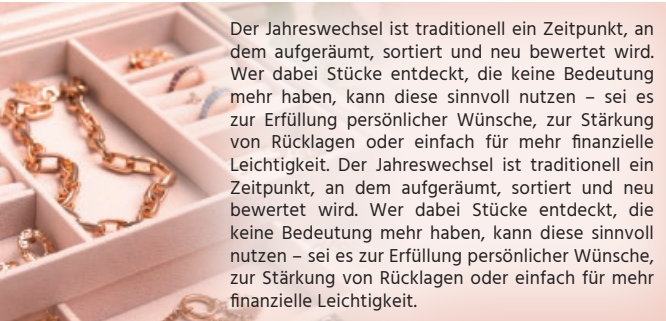 Der Jahreswechsel ist traditionell ein Zeitpunkt, an
dem aufgeräumt, sortiert und neu bewertet wird.
Wer dabei Stücke entdeckt, die keine Bedeutung
mehr haben, kann diese sinnvoll nutzen – sei es
zur Erfüllung persönlicher Wünsche, zur Stärkung
von Rücklagen oder einfach für mehr finanzielle
Leichtigkeit. Der Jahreswechsel ist traditionell ein
Zeitpunkt, an dem aufgeräumt, sortiert und neu
bewertet wird. Wer dabei Stücke entdeckt, die
keine Bedeutung mehr haben, kann diese sinnvoll
nutzen – sei es zur Erfüllung persönlicher Wünsche,
zur Stärkung von Rücklagen oder einfach für mehr
finanzielle Leichtigkeit.